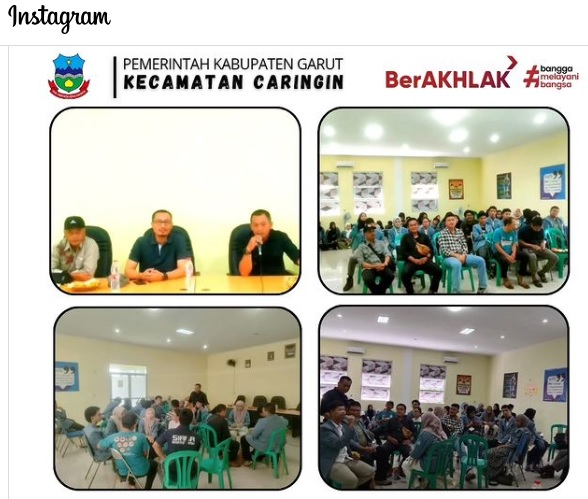 Instagram
PEMERINTAH KABUPATEN GARUT
KECAMATAN CARINGIN
BerAKHLAK
#bangga
melayani
bangsa